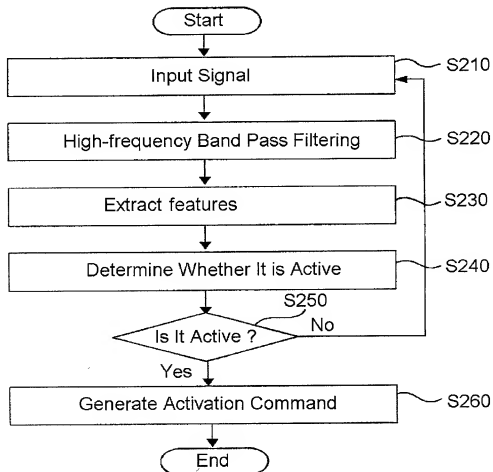 Start
Input Signal
S210
High-frequency Band Pass Filtering
S220
Extract features
S230
Determine Whether It is Active
S240
S250
Is It Active ?
No
Yes
Generate Activation Command
S260
End